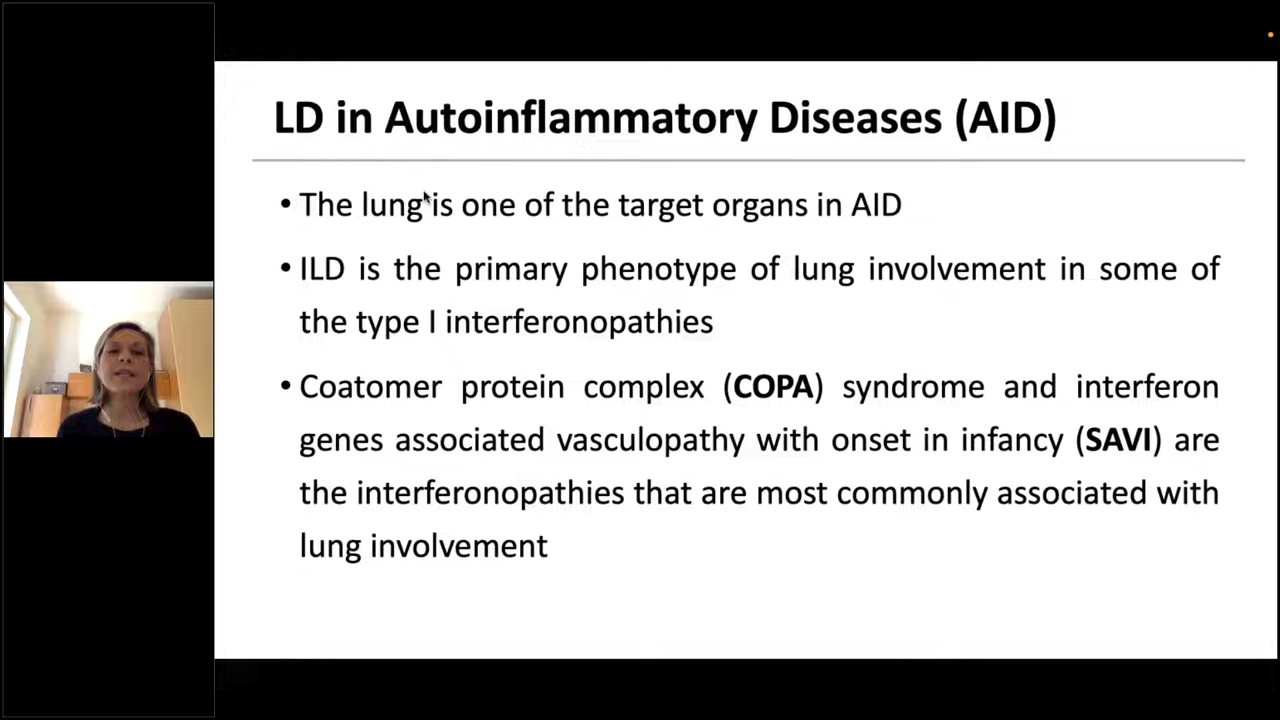 LD in Autoinflammatory Diseases (AID)
• The lung is one of the target organs in AID
• ILD is the primary phenotype of lung involvement in some of
the type I interferonopathies
• Coatomer protein complex (COPA) syndrome and interferon
genes associated vasculopathy with onset in infancy (SAVI) are
the interferonopathies that are most commonly associated with
lung involvement